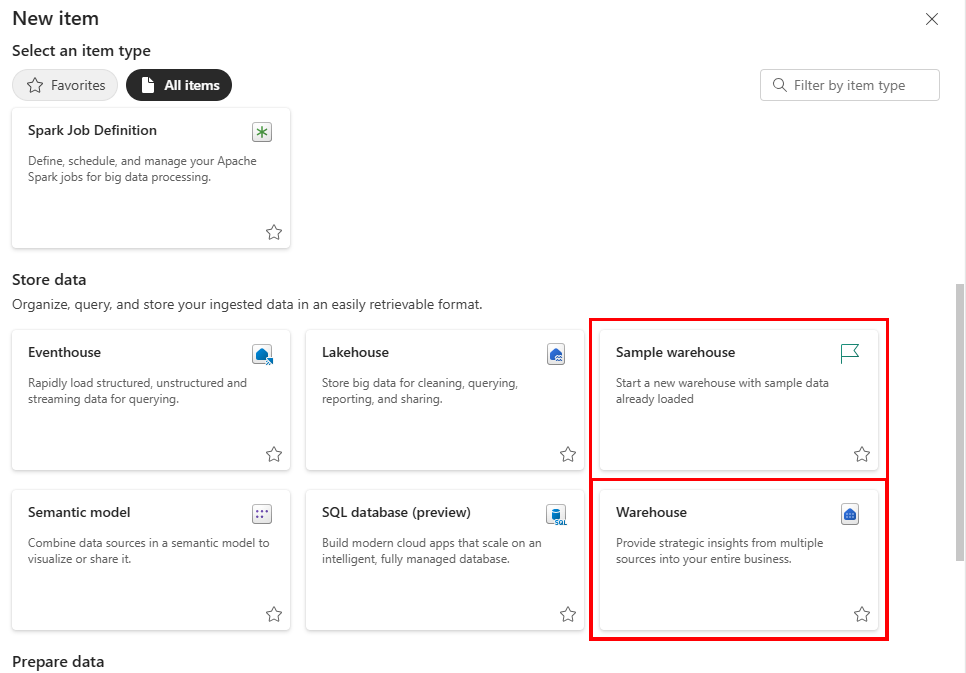 New item
Select an item type
Favorites
All items
Filter by item type
Spark Job Definition
Define, schedule, and manage your Apache
Spark jobs for big data processing.
Store data
Organize, query, and store your ingested data in an easily retrievable format.
Eventhouse
Rapidly load structured, unstructured and
streaming data for querying.
Lakehouse
Store big data for cleaning, querying,
reporting, and sharing.
Sample warehouse
Start a new warehouse with sample data
already loaded
Semantic model
Combine data sources in a semantic model to
visualize or share it.
SQL database (preview)
SQL
Build modern cloud apps that scale on an
intelligent, fully managed database.
Warehouse
Provide strategic insights from multiple
sources into your entire business.
Prepare data